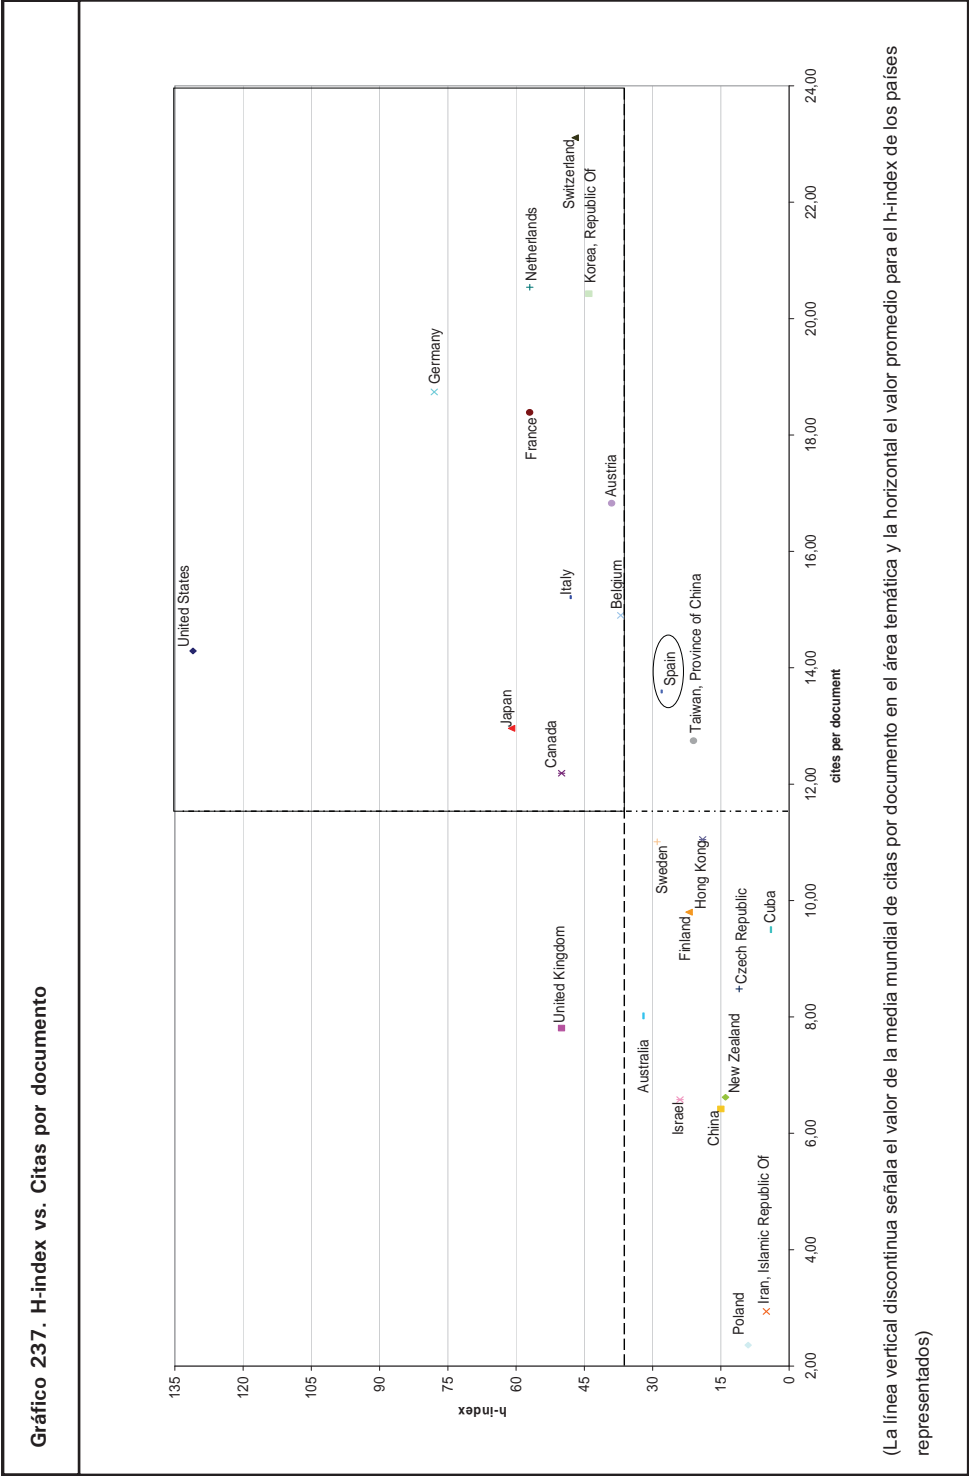 Gráfico 237. H-index vs. Citas por documento
135
120
105
90
75
60
45
30
15
0
h-index
2,00
4,00
6,00
8,00
10,00
12,00
14,00
16,00
18,00
20,00
22,00
24,00
cites per document
United States
Germany
Japan
Netherlands
France
Canada
United Kingdom
Italy
Switzerland
Korea, Republic Of
Austria
Belgium
Australia
Sweden
Spain
Israel
Finland
Taiwan, Province of China
Hong Kong
China
New Zealand
Czech Republic
Poland
Iran, Islamic Republic Of
Cuba
(La línea vertical discontinua señala el valor de la media mundial de citas por documento en el área temática y la horizontal el valor promedio para el h-index de los países
representados)